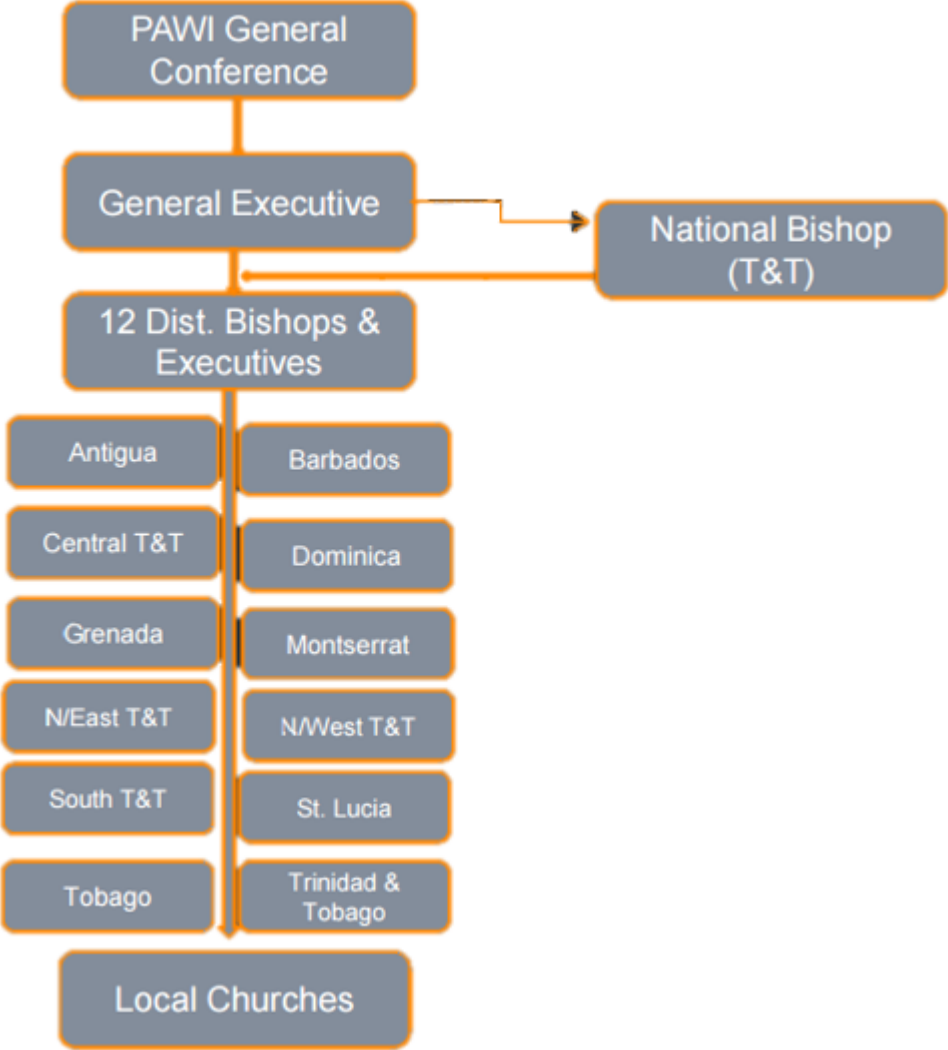 PAWI General
Conference
General Executive
National Bishop
(T&T)
12 Dist. Bishops &
Executives
Antigua
Barbados
Central T&T
Dominica
Grenada
Montserrat
N/East T&T
N/West T&T
South T&T
St. Lucia
Tobago
Trinidad &
Tobago
Local Churches